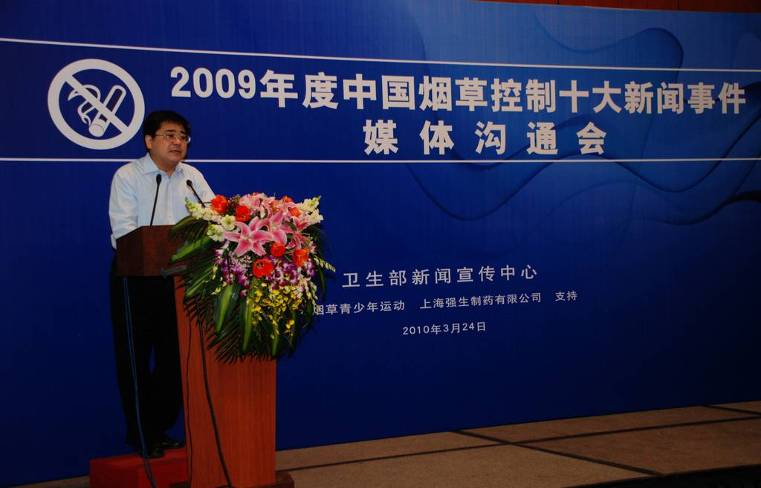 2009年度中国烟草控制十大新闻事件
媒体沟通会
卫生部新闻宣传中心
烟草青少年运动 上海强生制药有限公司 支持
2010年3月24日